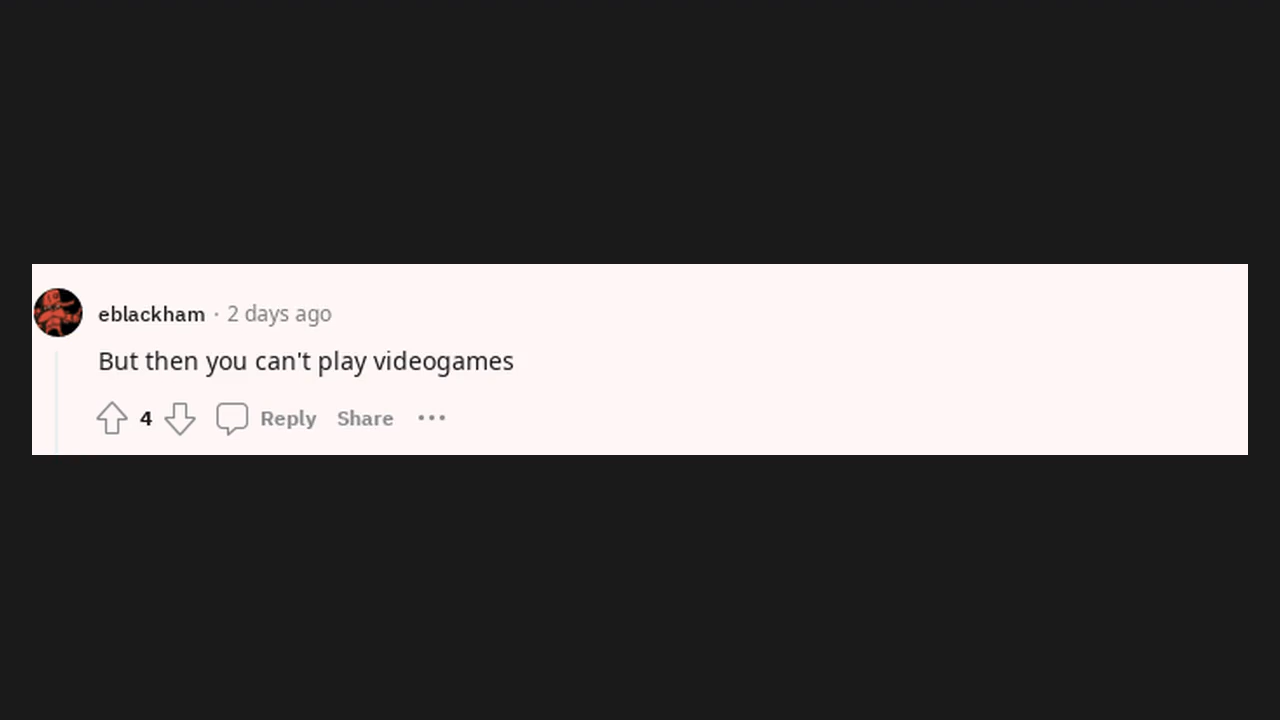 eblackham · 2 days ago
But then you can't play videogames
4 Reply Share ...